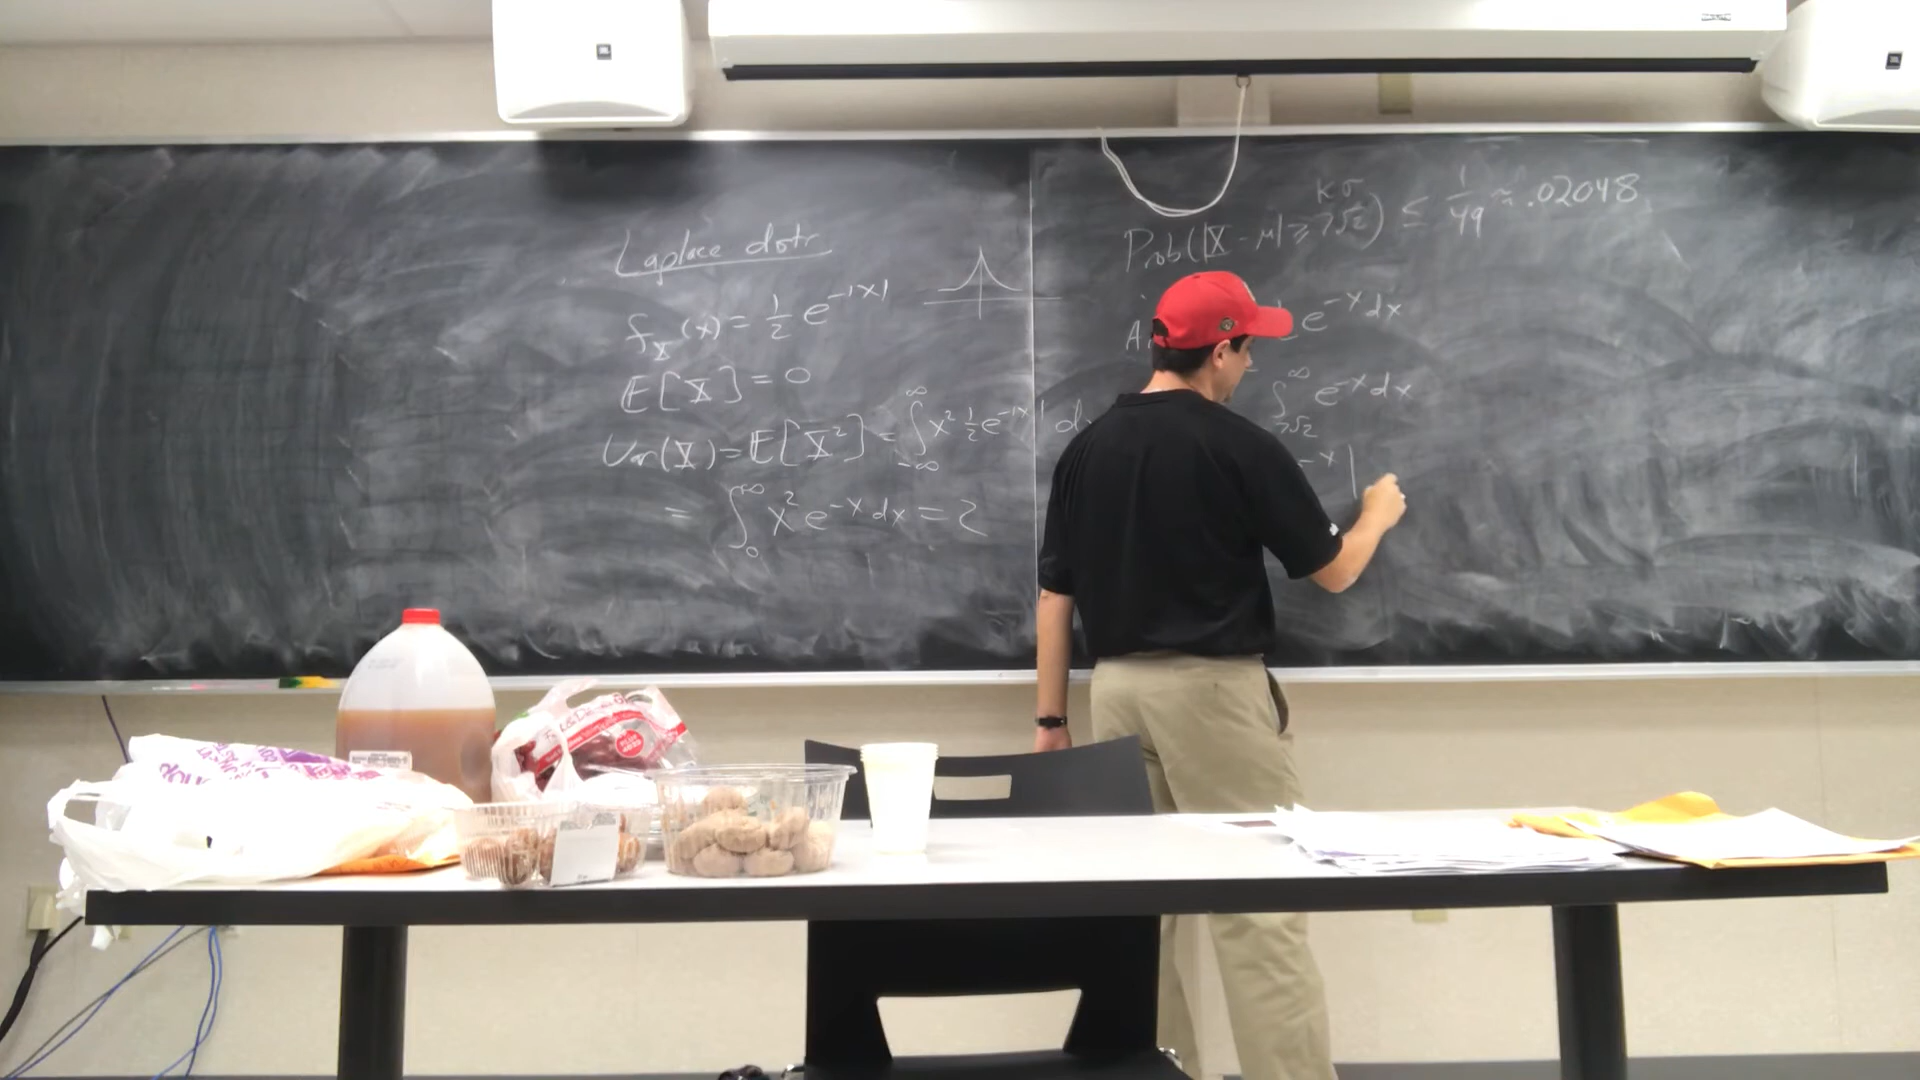 Laplace distr
f_X(x) = 1/2 e^{-|x|}
E[X] = 0
Var(X) = E[X²] = ∫_{-∞}^{∞} x² 1/2 e^{-|x|} dx
= ∫_0^∞ x² e^{-x} dx = 2
kσ
Prob(|X - μ| ≥ 7√2) ≤ 1/49 ≈ .02048
e^{-x} dx
∫_{7√2}^∞ e^{-x} dx
-x |